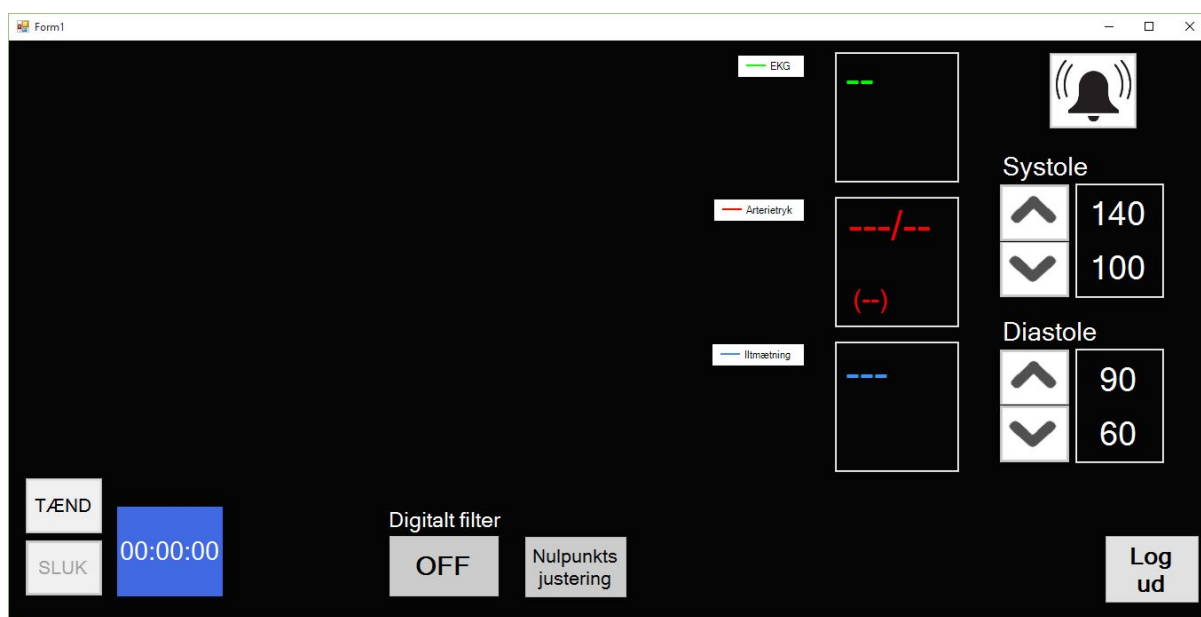 Form1
EKG
--
Systole
140
100
Arterietryk
---/--
(--)
Diastole
90
60
Iltmætning
---
TÆND
SLUK
00:00:00
Digitalt filter
OFF
Nulpunkts
justering
Log
ud